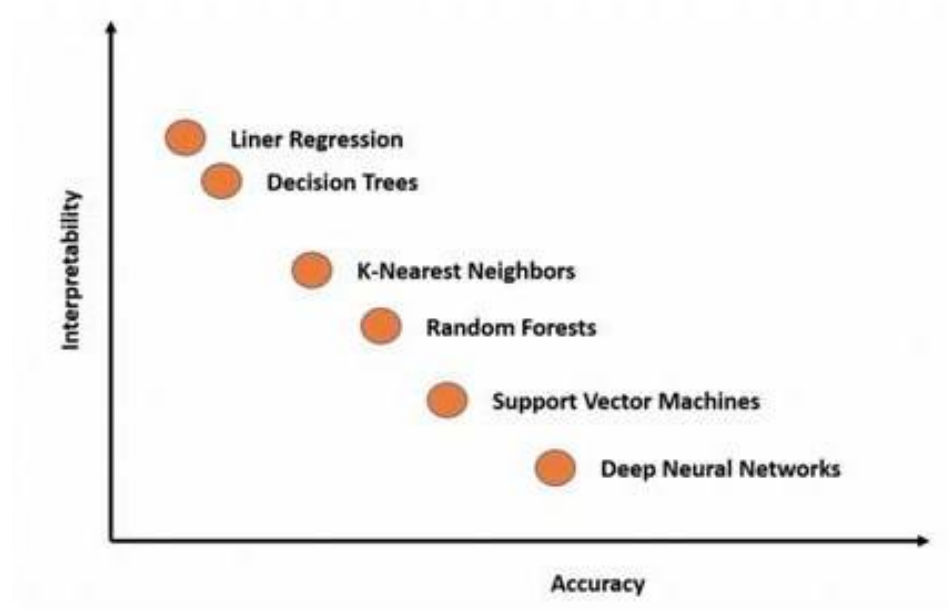 Liner Regression
Decision Trees
K-Nearest Neighbors
Random Forests
Support Vector Machines
Deep Neural Networks
Interpretability
Accuracy